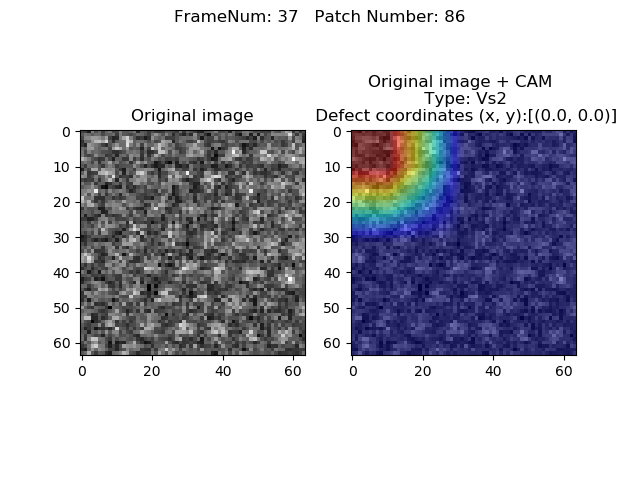 FrameNum: 37   Patch Number: 86
Original image
Original image + CAM
Type: Vs2
Defect coordinates (x, y):[(0.0, 0.0)]
0
10
20
30
40
50
60
0 20 40 60
0
10
20
30
40
50
60
0 20 40 60